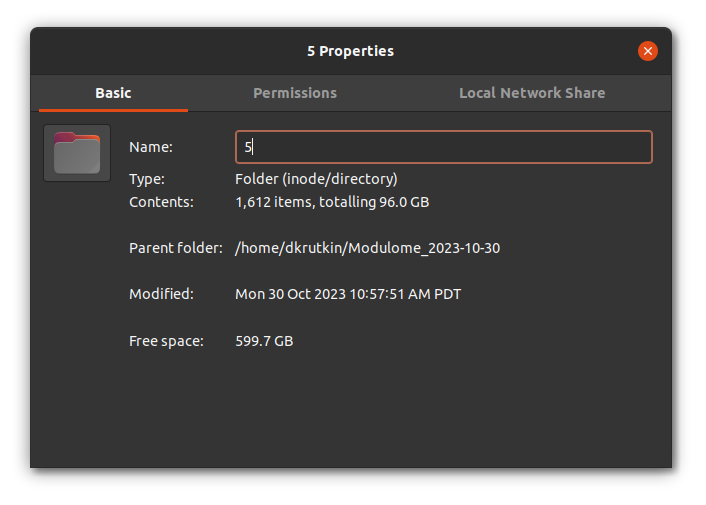 5 Properties
Basic Permissions Local Network Share
Name: 5
Type: Folder (inode/directory)
Contents: 1,612 items, totalling 96.0 GB
Parent folder: /home/dkrutkin/Modulome_2023-10-30
Modified: Mon 30 Oct 2023 10:57:51 AM PDT
Free space: 599.7 GB